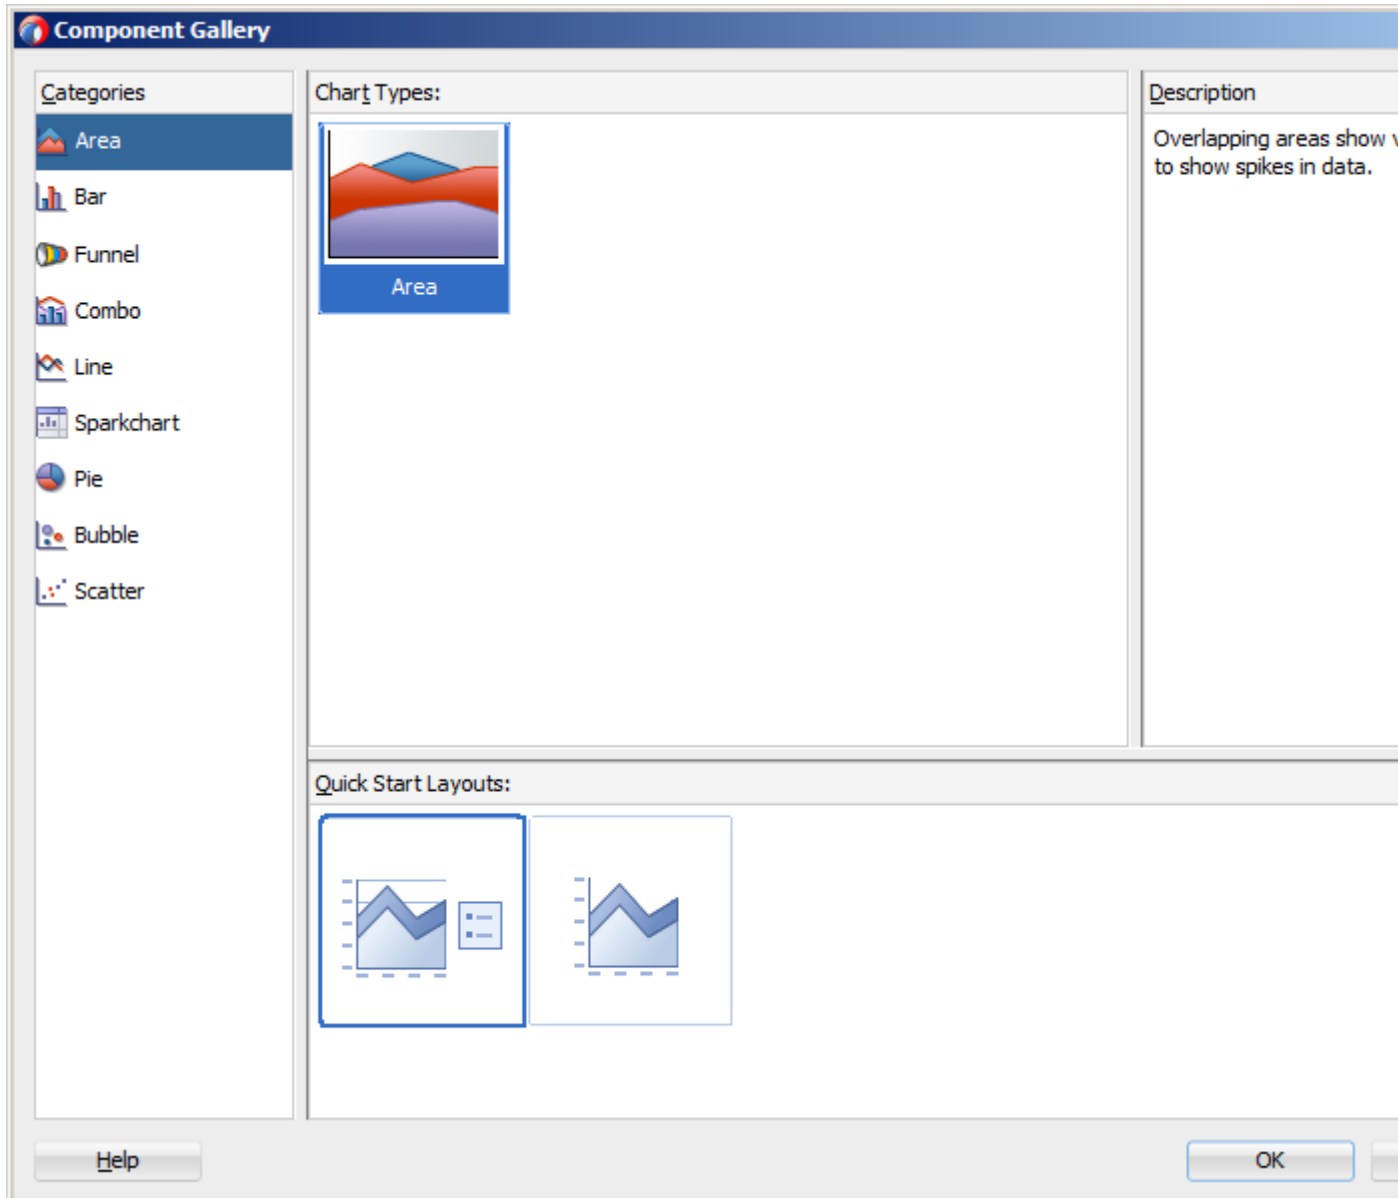 Component Gallery
Categories
Area
Bar
Funnel
Combo
Line
Sparkchart
Pie
Bubble
Scatter
Chart Types:
Area
Description
Overlapping areas show
to show spikes in data.
Quick Start Layouts:
Help
OK